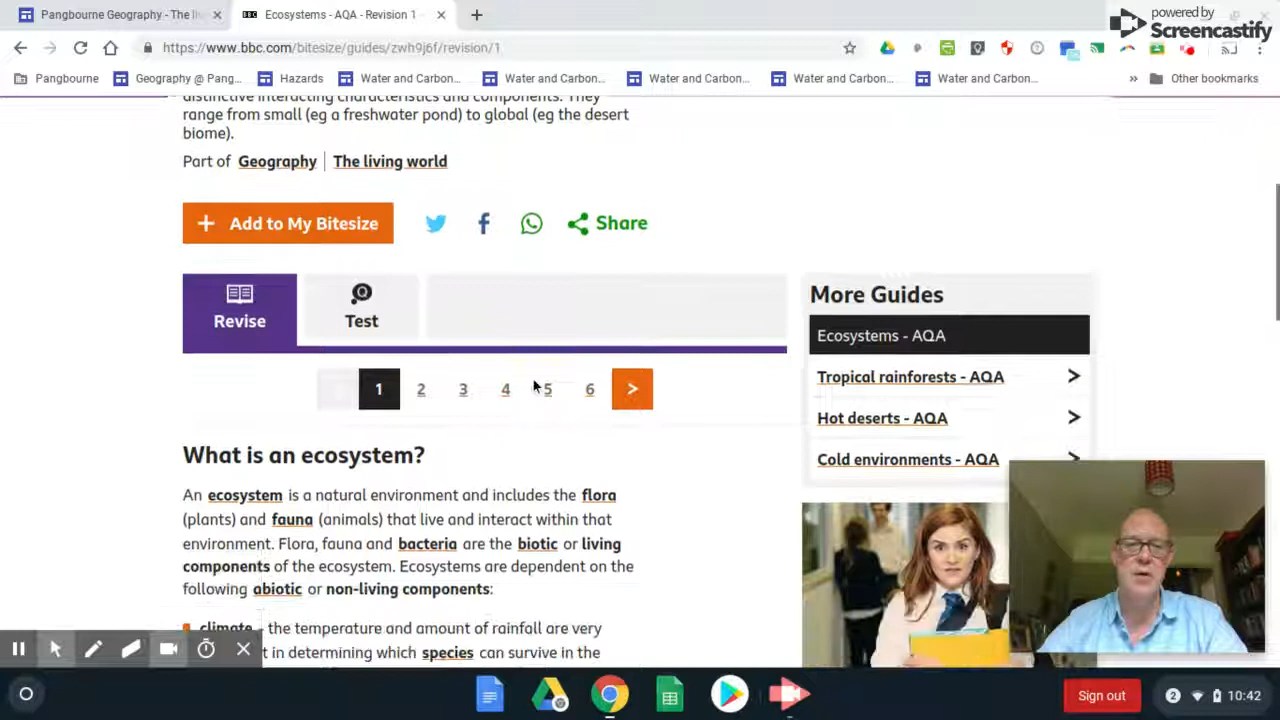 Pangbourne Geography - The li
Ecosystems - AQA - Revision 1
powered by
Screencastify
https://www.bbc.com/bitesize/guides/zwh9j6f/revision/1
Pangbourne
Geography @ Pang...
Hazards
Water and Carbon...
Water and Carbon...
Water and Carbon...
Water and Carbon...
Water and Carbon...
Other bookmarks
distinctive interacting characteristics and components. They
range from small (eg a freshwater pond) to global (eg the desert
biome).
Part of Geography | The living world
+ Add to My Bitesize
Share
Revise
Test
1 2 3 4 5 6 >
More Guides
Ecosystems - AQA
Tropical rainforests - AQA >
Hot deserts - AQA >
Cold environments - AQA >
What is an ecosystem?
An ecosystem is a natural environment and includes the flora
(plants) and fauna (animals) that live and interact within that
environment. Flora, fauna and bacteria are the biotic or living
components of the ecosystem. Ecosystems are dependent on the
following abiotic or non-living components:
climate - the temperature and amount of rainfall are very
t in determining which species can survive in the
Sign out
2
10:42